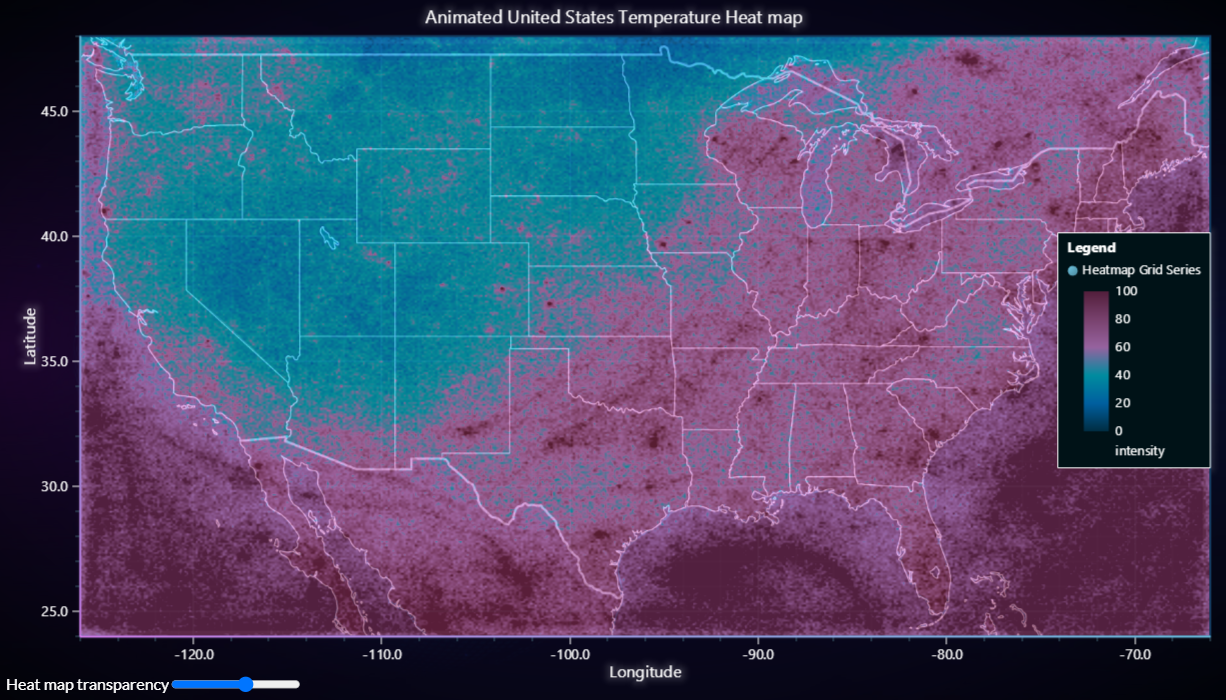 Animated United States Temperature Heat map
Latitude
45.0
40.0
35.0
30.0
25.0
Legend
Heatmap Grid Series
100
80
60
40
20
0
intensity
-120.0
-110.0
-100.0
-90.0
-80.0
-70.0
Longitude
Heat map transparency